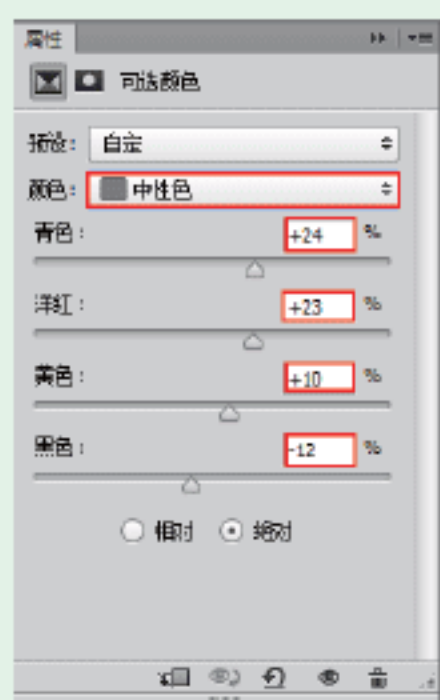 属性
可选颜色
预设: 自定
颜色: 中性色
青色: +24 %
洋红: +23 %
黄色: +10 %
黑色: -12 %
相对 绝对